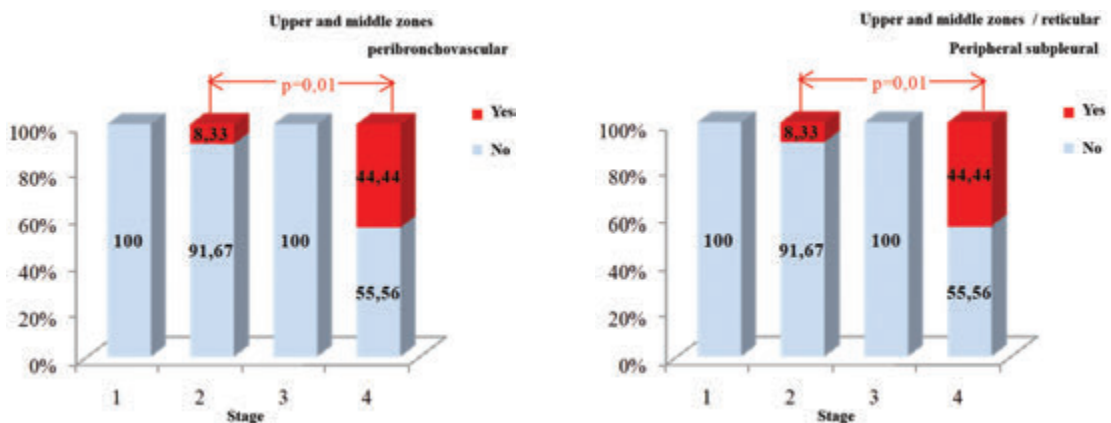 Upper and middle zones
peribronchovascular
p=0,01
Yes
No
100%
80%
60%
40%
20%
0%
100
8,33
91,67
100
44,44
55,56
1 2 3 4
Stage
Upper and middle zones / reticular
Peripheral subpleural
p=0,01
Yes
No
100%
80%
60%
40%
20%
0%
100
8,33
91,67
100
44,44
55,56
1 2 3 4
Stage